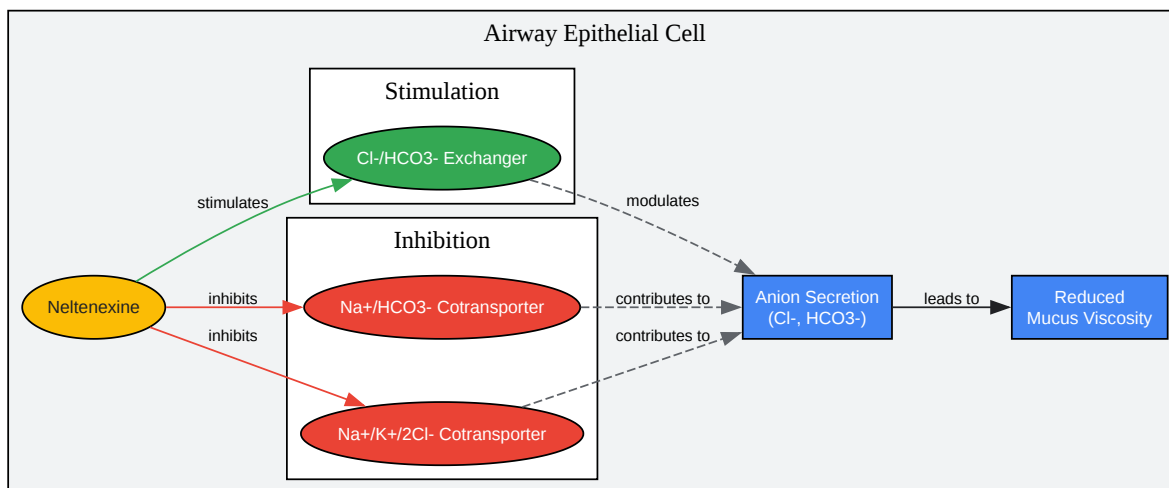 Airway Epithelial Cell
Stimulation
Cl-/HCO3- Exchanger
stimulates
modulates
Inhibition
Neltenexine
inhibits
Na+/HCO3- Cotransporter
contributes to
Anion Secretion
(Cl-, HCO3-)
leads to
Reduced
Mucus Viscosity
inhibits
contributes to
Na+/K+/2Cl- Cotransporter